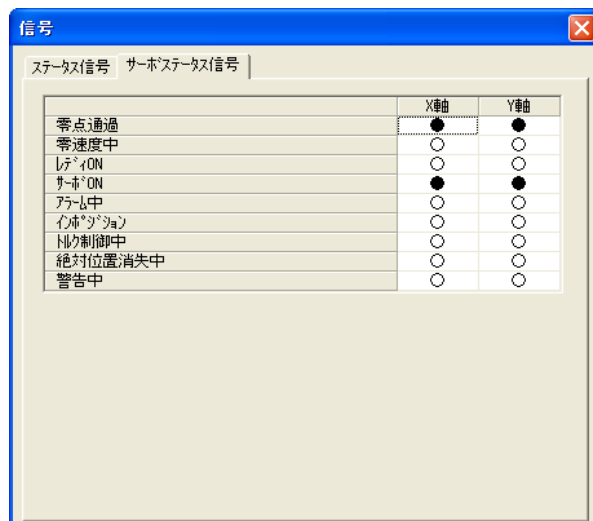 信号
ｽﾃｰﾀｽ信号 ｻｰﾎﾞｽﾃｰﾀｽ信号
X軸 Y軸
零点通過 ● ●
零速度中 ○ ○
ﾚﾃﾞｨON ○ ○
ｻｰﾎﾞON ● ●
ｱﾗｰﾑ中 ○ ○
ｲﾝﾎﾟｼﾞｼｮﾝ ○ ○
ﾄﾙｸ制御中 ○ ○
絶対位置消失中 ○ ○
警告中 ○ ○